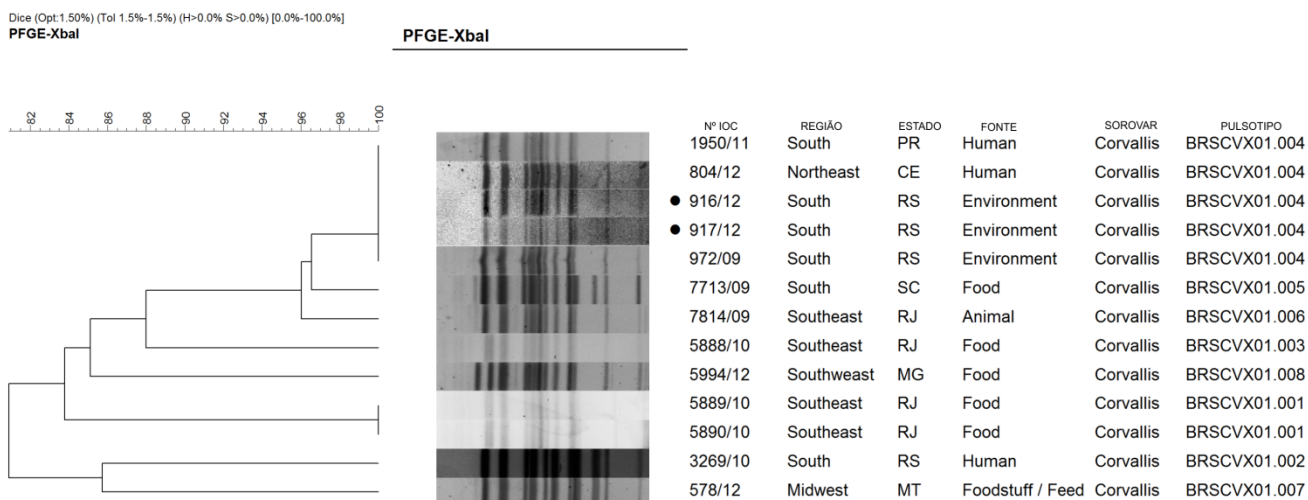 Dice (Opt:1.50%) (Tol 1.5%-1.5%) (H>0.0% S>0.0%) [0.0%-100.0%]
PFGE-XbaI PFGE-XbaI
82 84 86 88 90 92 94 96 98 100
Nº IOC REGIÃO ESTADO FONTE SOROVAR PULSOTIPO
1950/11 South PR Human Corvallis BRSCVX01.004
804/12 Northeast CE Human Corvallis BRSCVX01.004
● 916/12 South RS Environment Corvallis BRSCVX01.004
● 917/12 South RS Environment Corvallis BRSCVX01.004
972/09 South RS Environment Corvallis BRSCVX01.004
7713/09 South SC Food Corvallis BRSCVX01.005
7814/09 Southeast RJ Animal Corvallis BRSCVX01.006
5888/10 Southeast RJ Food Corvallis BRSCVX01.003
5994/12 Southweast MG Food Corvallis BRSCVX01.008
5889/10 Southeast RJ Food Corvallis BRSCVX01.001
5890/10 Southeast RJ Food Corvallis BRSCVX01.001
3269/10 South RS Human Corvallis BRSCVX01.002
578/12 Midwest MT Foodstuff / Feed Corvallis BRSCVX01.007